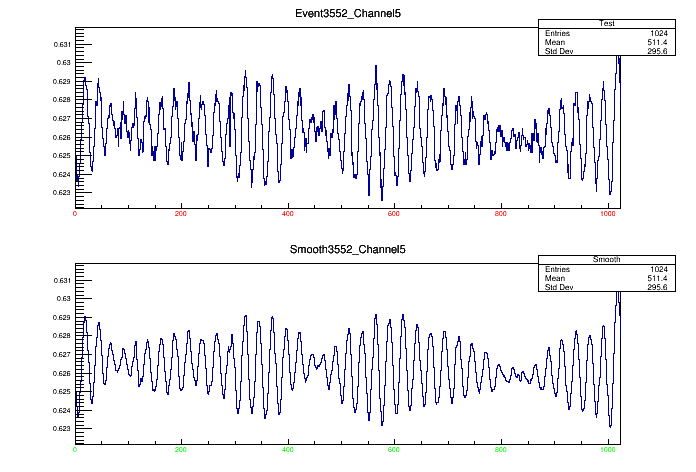 Event3552_Channel5
Test
Entries 1024
Mean 511.4
Std Dev 295.6
0.631
0.63
0.629
0.628
0.627
0.626
0.625
0.624
0.623
0 200 400 600 800 1000
Smooth3552_Channel5
Smooth
Entries 1024
Mean 511.4
Std Dev 295.6
0.631
0.63
0.629
0.628
0.627
0.626
0.625
0.624
0.623
0 200 400 600 800 1000